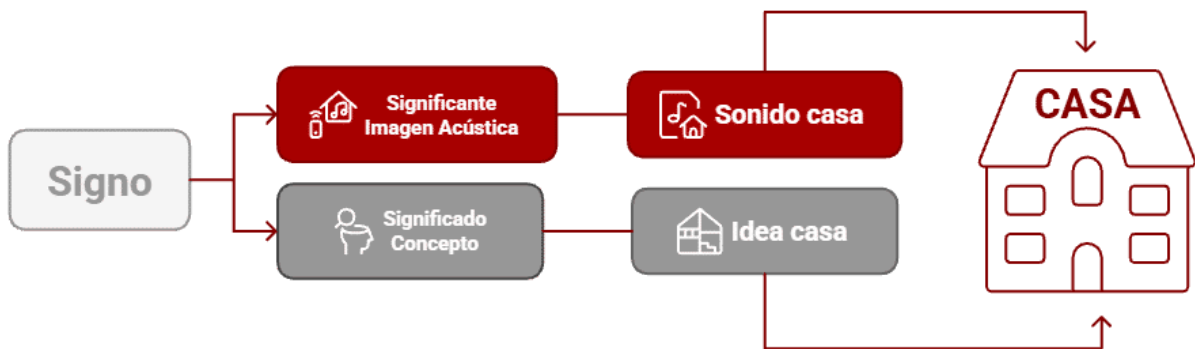 Signo
Significante
Imagen Acústica
Sonido casa
Significado
Concepto
Idea casa
CASA